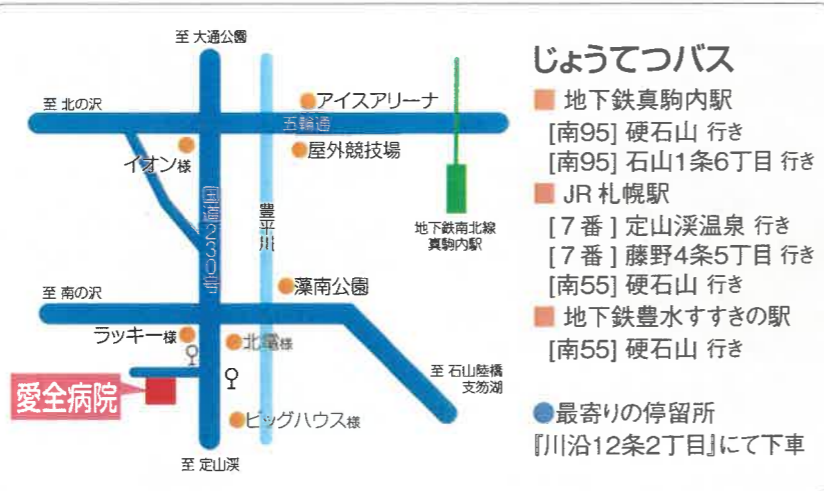 至 大通公園
至 北の沢
アイスアリーナ
五輪通
イオン様
屋外競技場
国道230号
豊平川
地下鉄南北線
真駒内駅
至 南の沢
藻南公園
ラッキー様
北電様
愛全病院
至 石山陸橋
支笏湖
ビッグハウス様
至 定山渓
じょうてつバス
地下鉄真駒内駅
[南95] 硬石山 行き
[南95] 石山1条6丁目 行き
JR 札幌駅
[7番] 定山渓温泉 行き
[7番] 藤野4条5丁目 行き
[南55] 硬石山 行き
地下鉄豊水すすきの駅
[南55] 硬石山 行き
●最寄りの停留所
『川沿12条2丁目』にて下車